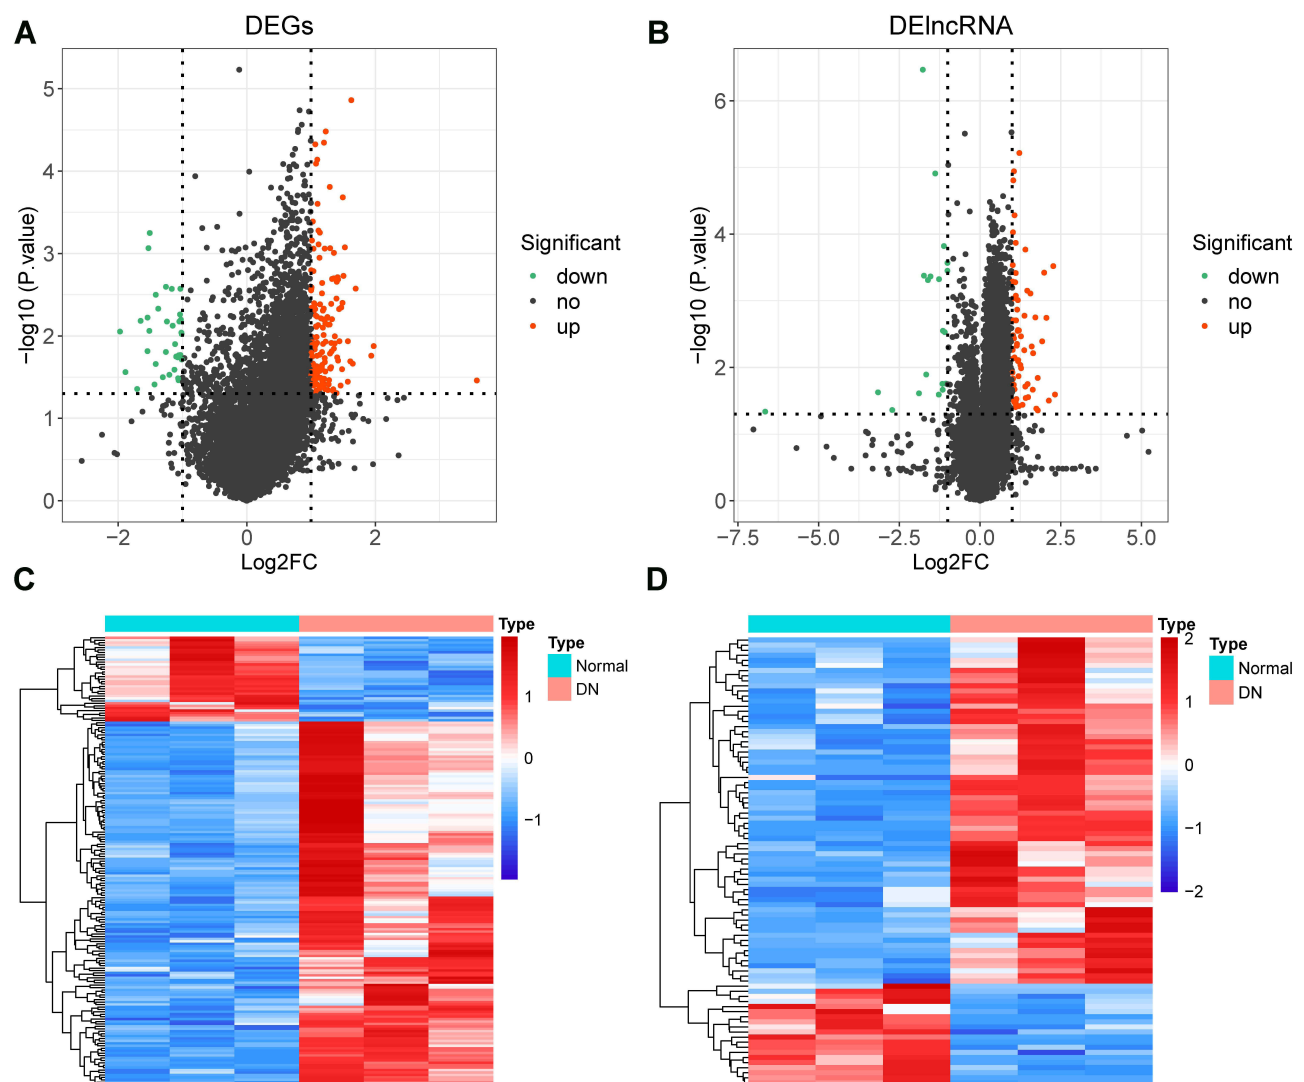 A
DEGs
−log10 (P.value)
5
4
3
2
1
0
−2
0
2
Log2FC
Significant
down
no
up
B
DElncRNA
−log10 (P.value)
6
4
2
0
−7.5
−5.0
−2.5
0.0
2.5
5.0
Log2FC
Significant
down
no
up
C
Type
1
0
−1
Type
Normal
DN
D
Type
2
1
0
−1
−2
Type
Normal
DN